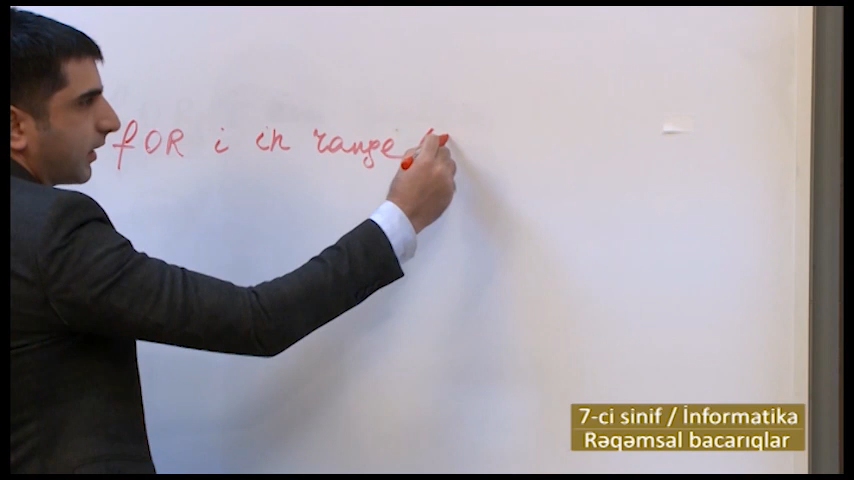 fOR i in range (
7-ci sinif / İnformatika
Rəqəmsal bacarıqlar